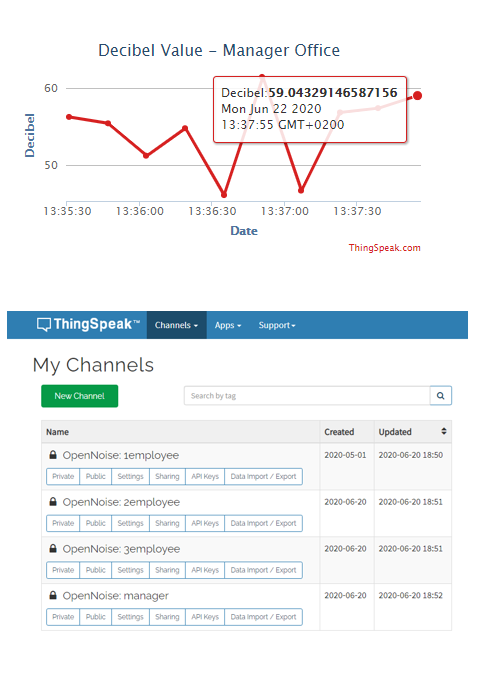 Decibel Value - Manager Office
60
50
Decibel
Decibel:59.04329146587156
Mon Jun 22 2020
13:37:55 GMT+0200
13:35:30 13:36:00 13:36:30 13:37:00 13:37:30
Date
ThingSpeak.com
ThingSpeak™ Channels Apps Support
My Channels
New Channel Search by tag
Name Created Updated
OpenNoise: 1employee 2020-05-01 2020-06-20 18:50
Private Public Settings Sharing API Keys Data Import / Export
OpenNoise: 2employee 2020-06-20 2020-06-20 18:51
Private Public Settings Sharing API Keys Data Import / Export
OpenNoise: 3employee 2020-06-20 2020-06-20 18:51
Private Public Settings Sharing API Keys Data Import / Export
OpenNoise: manager 2020-06-20 2020-06-20 18:52
Private Public Settings Sharing API Keys Data Import / Export